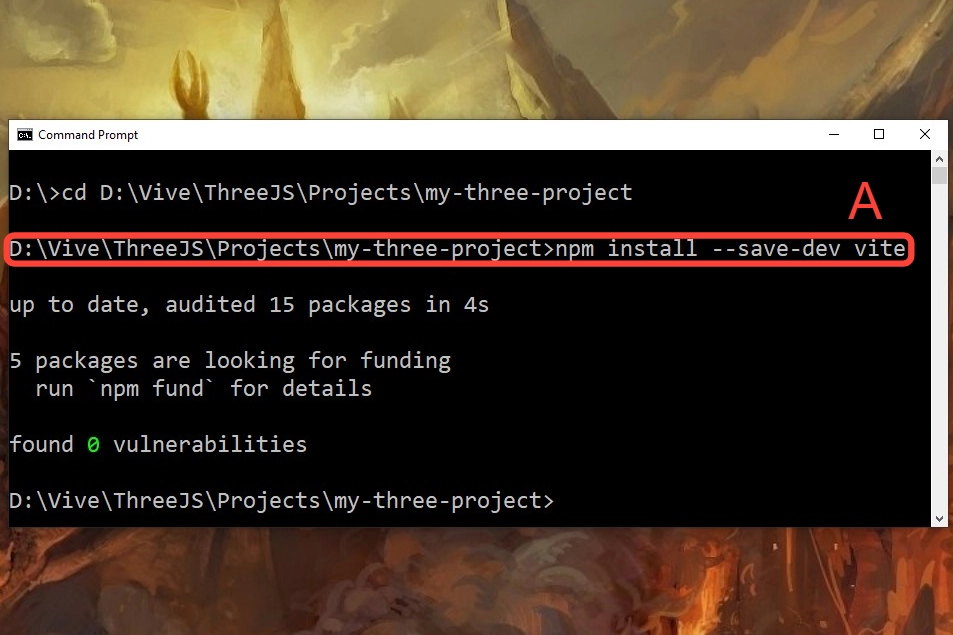 Command Prompt
D:\>cd D:\Vive\ThreeJS\Projects\my-three-project
A
D:\Vive\ThreeJS\Projects\my-three-project>npm install --save-dev vite
up to date, audited 15 packages in 4s
5 packages are looking for funding
run `npm fund` for details
found 0 vulnerabilities
D:\Vive\ThreeJS\Projects\my-three-project>